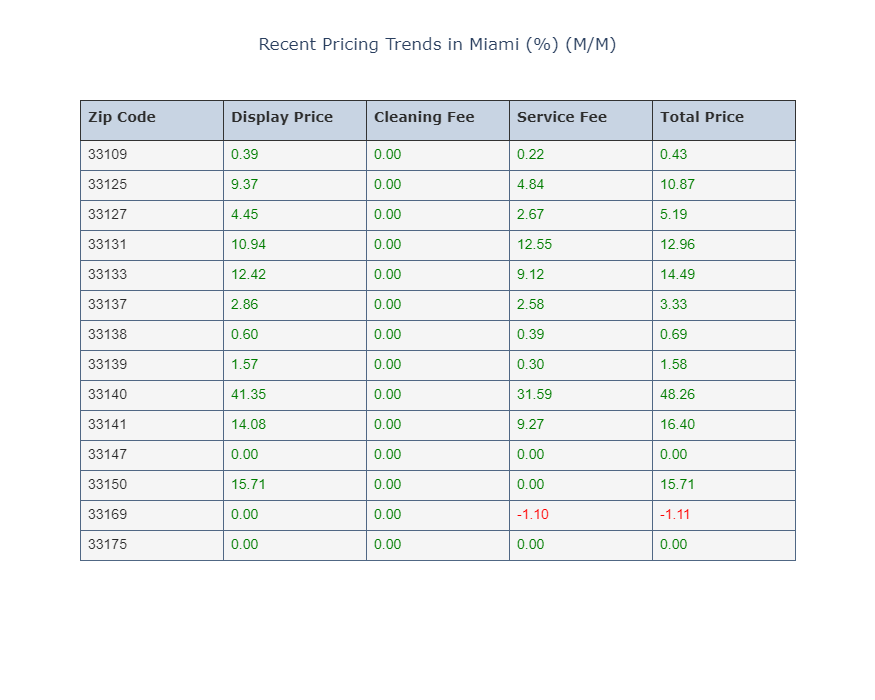 Recent Pricing Trends in Miami (%) (M/M)
Zip Code Display Price Cleaning Fee Service Fee Total Price
33109 0.39 0.00 0.22 0.43
33125 9.37 0.00 4.84 10.87
33127 4.45 0.00 2.67 5.19
33131 10.94 0.00 12.55 12.96
33133 12.42 0.00 9.12 14.49
33137 2.86 0.00 2.58 3.33
33138 0.60 0.00 0.39 0.69
33139 1.57 0.00 0.30 1.58
33140 41.35 0.00 31.59 48.26
33141 14.08 0.00 9.27 16.40
33147 0.00 0.00 0.00 0.00
33150 15.71 0.00 0.00 15.71
33169 0.00 0.00 -1.10 -1.11
33175 0.00 0.00 0.00 0.00